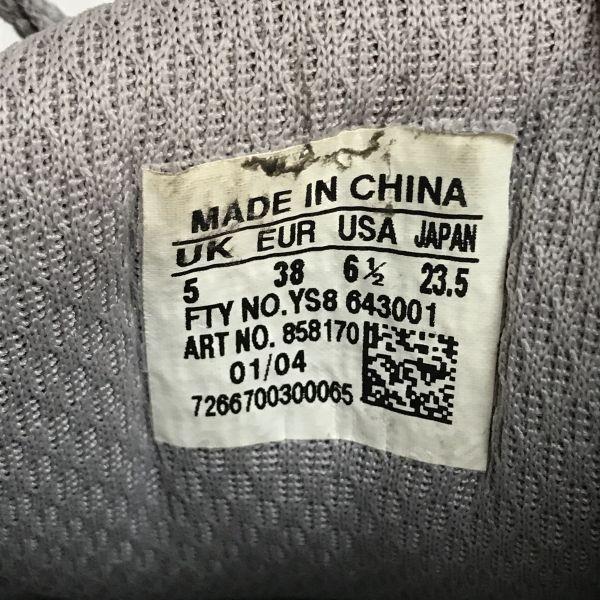 MADE IN CHINA
UK EUR USA JAPAN
5 38 6½ 23.5
FTY NO.YS8 643001
ART NO. 858170
01/04
7266700300065